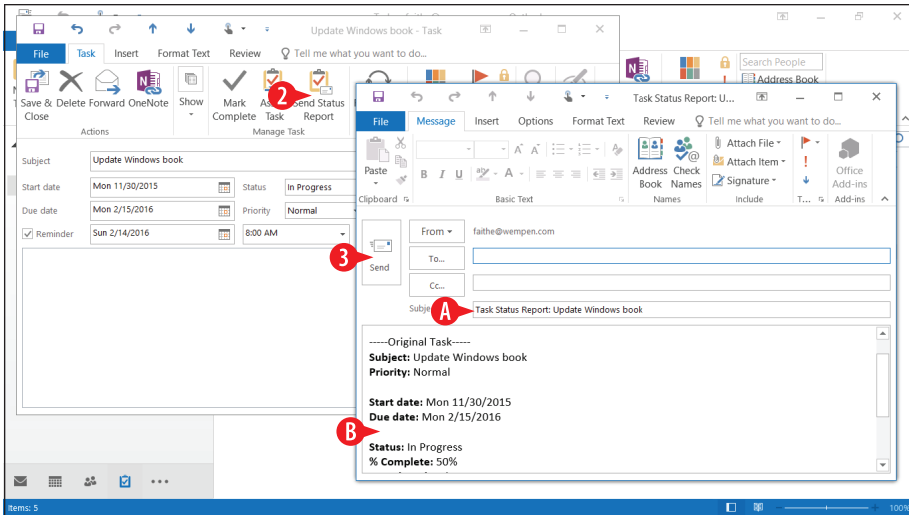 Update Windows book - Task
File Task Insert Format Text Review Tell me what you want to do...
Search People
Address Book
Save & Close
Delete
Forward
OneNote
Show
Mark Complete
Task
Send Status Report
2
Actions
Manage Task
Subject Update Windows book
Start date Mon 11/30/2015 Status In Progress
Due date Mon 2/15/2016 Priority Normal
Reminder Sun 2/14/2016 8:00 AM
Task Status Report: U...
File Message Insert Options Format Text Review Tell me what you want to do...
Paste
B I U
Address Book
Check Names
Attach File
Attach Item
Signature
Office Add-ins
Clipboard Basic Text Names Include T... Add-ins
From faithe@wempen.com
3
Send
To...
Cc...
A
Task Status Report: Update Windows book
-----Original Task-----
Subject: Update Windows book
Priority: Normal
Start date: Mon 11/30/2015
Due date: Mon 2/15/2016
B
Status: In Progress
% Complete: 50%
Items: 5
100%